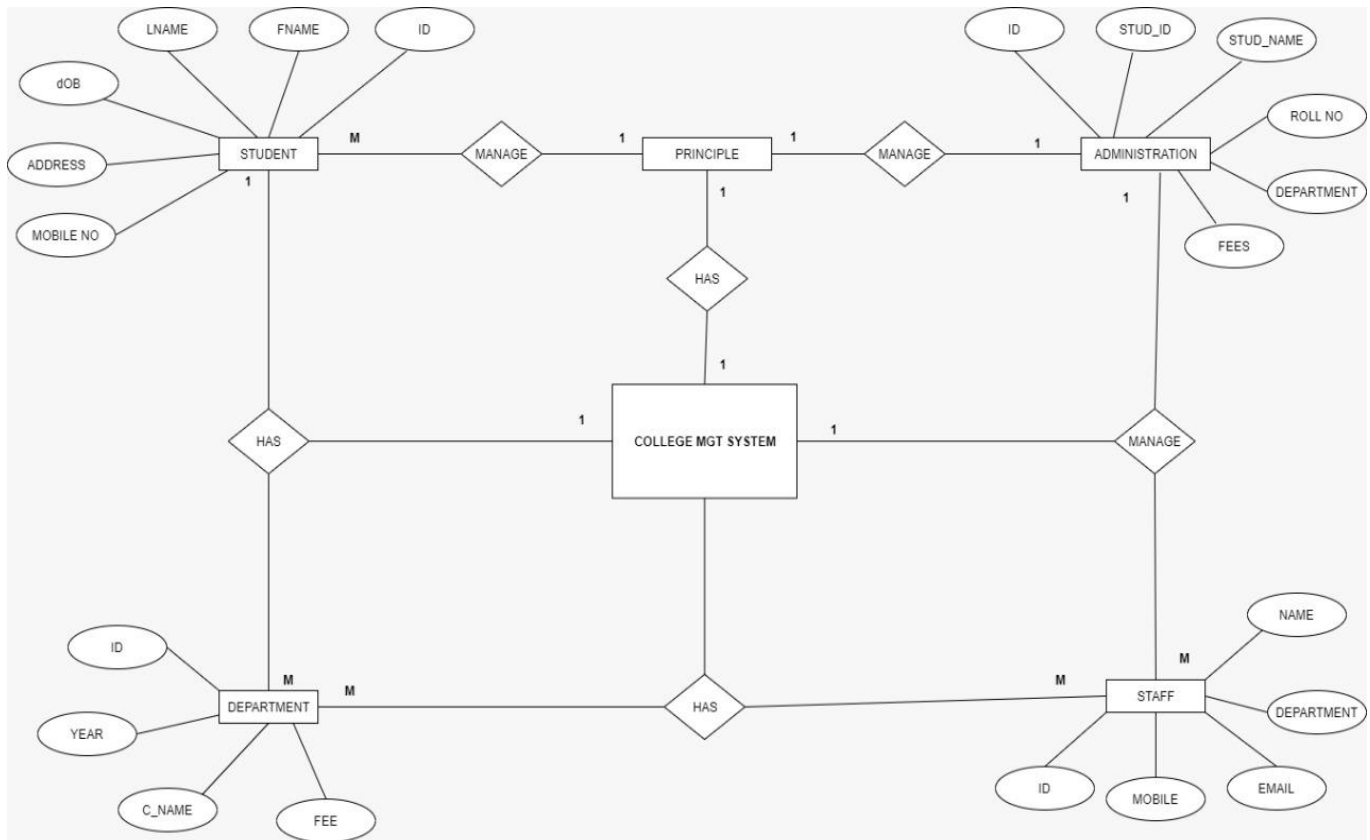 LNAME
FNAME
ID
ID
STUD_ID
STUD_NAME
dOB
ROLL NO
M
1
1
1
STUDENT
MANAGE
PRINCIPLE
MANAGE
ADMINISTRATION
ADDRESS
1
1
1
DEPARTMENT
MOBILE NO
FEES
HAS
1
1
1
HAS
COLLEGE MGT SYSTEM
MANAGE
NAME
ID
M
M
M
M
STAFF
DEPARTMENT
HAS
DEPARTMENT
YEAR
ID
MOBILE
EMAIL
C_NAME
FEE